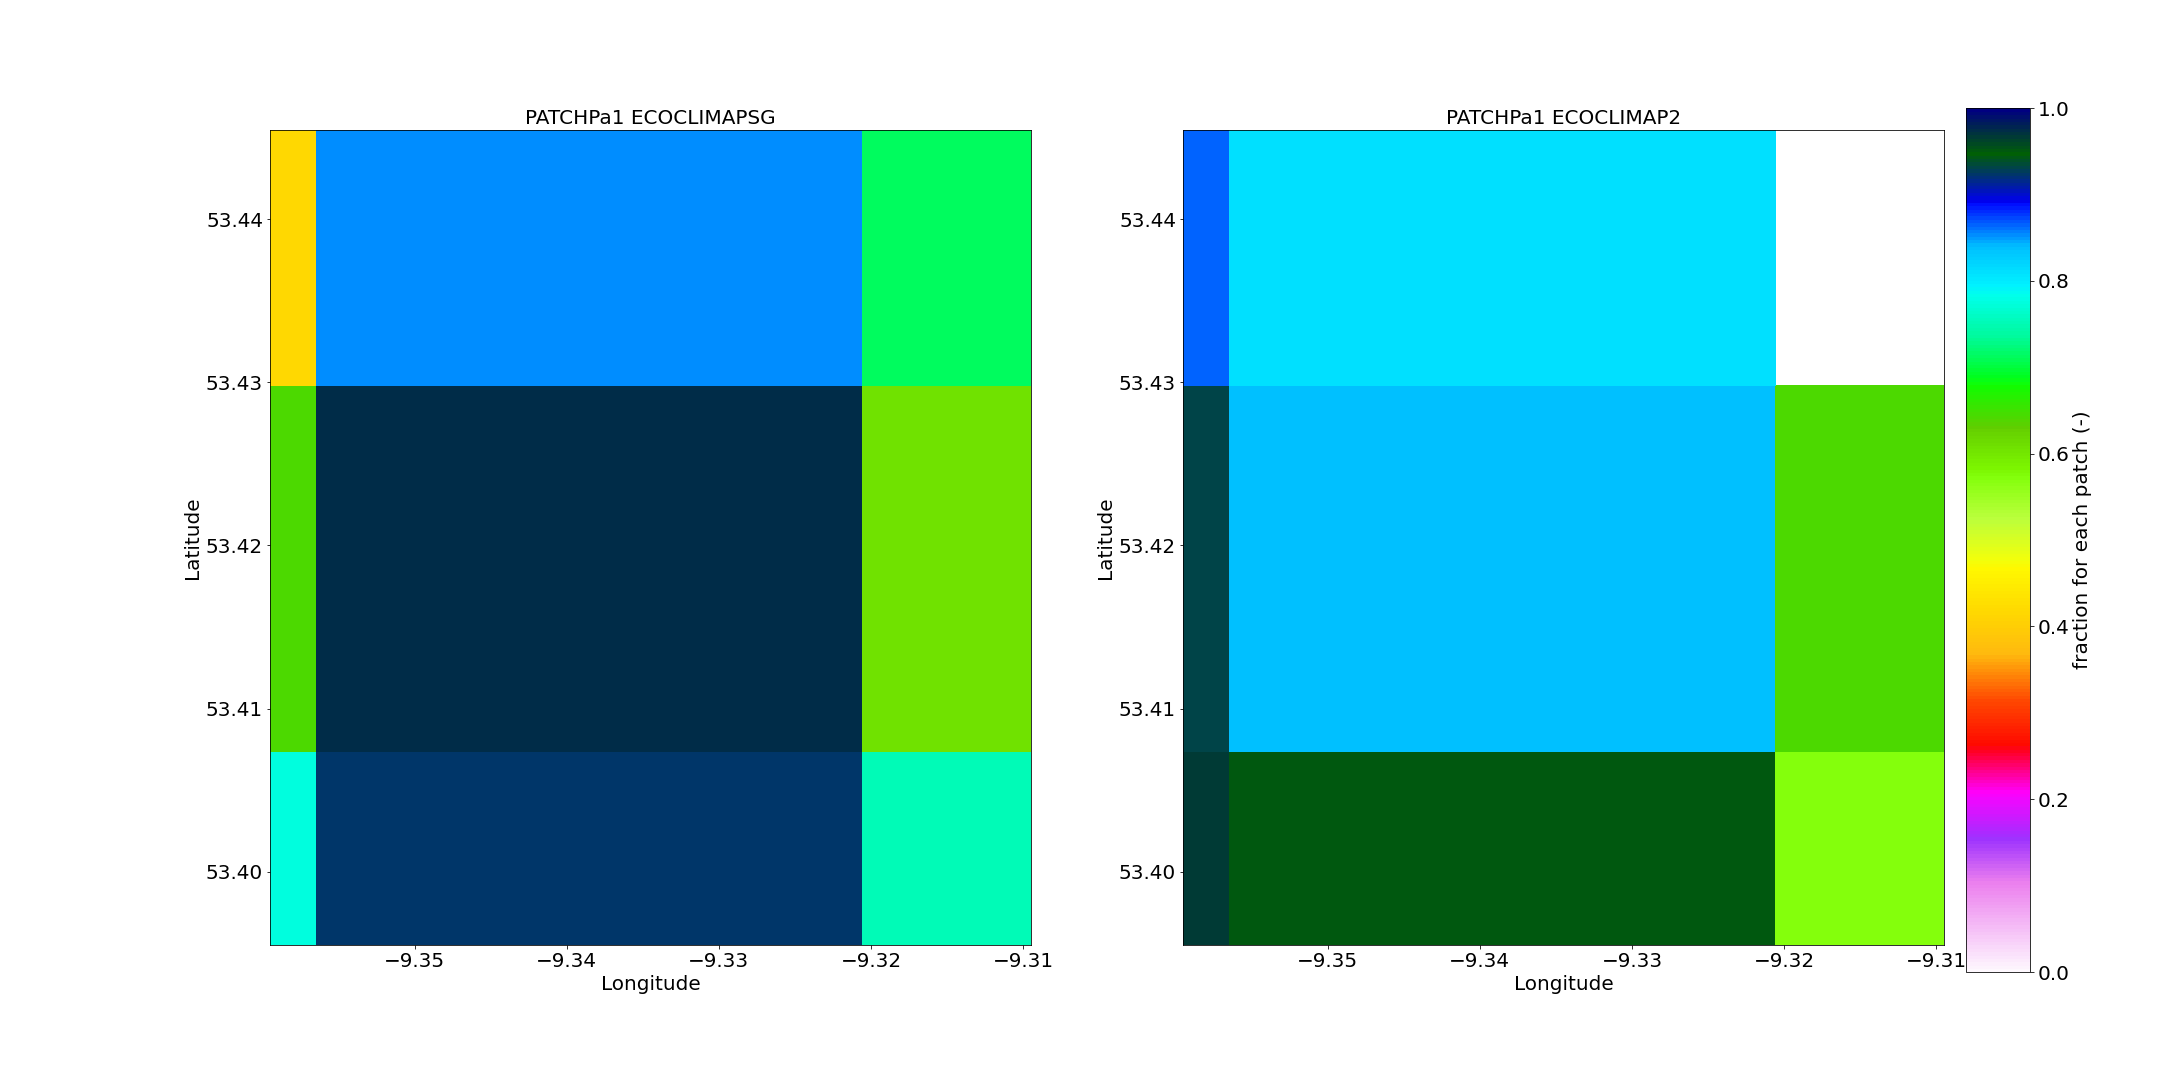 PATCHPa1 ECOCLIMAPSG
53.44
53.43
53.42
53.41
53.40
Latitude
−9.35 −9.34 −9.33 −9.32 −9.31
Longitude
PATCHPa1 ECOCLIMAP2
53.44
53.43
53.42
53.41
53.40
Latitude
−9.35 −9.34 −9.33 −9.32 −9.31
Longitude
1.0
0.8
0.6
0.4
0.2
0.0
fraction for each patch (-)